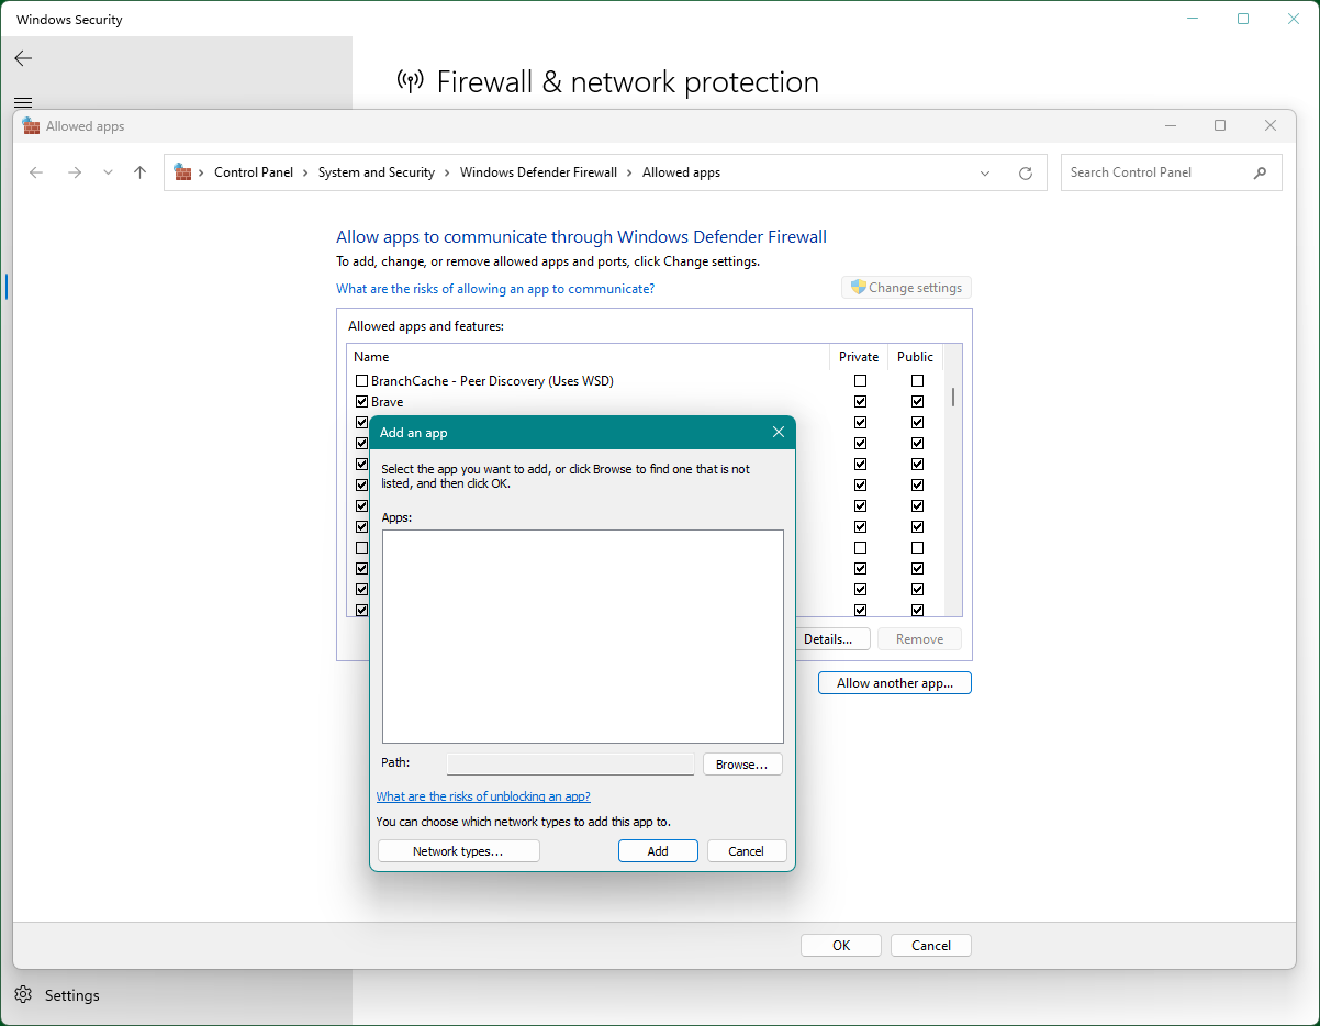 Windows Security
Firewall & network protection
Allowed apps
Control Panel > System and Security > Windows Defender Firewall > Allowed apps
Search Control Panel
Allow apps to communicate through Windows Defender Firewall
To add, change, or remove allowed apps and ports, click Change settings.
What are the risks of allowing an app to communicate?
Change settings
Allowed apps and features:
Name Private Public
BranchCache - Peer Discovery (Uses WSD)
Brave
Add an app
Select the app you want to add, or click Browse to find one that is not
listed, and then click OK.
Apps:
Path:
Browse...
What are the risks of unblocking an app?
You can choose which network types to add this app to.
Network types...
Add
Cancel
Details...
Remove
Allow another app...
OK
Cancel
Settings